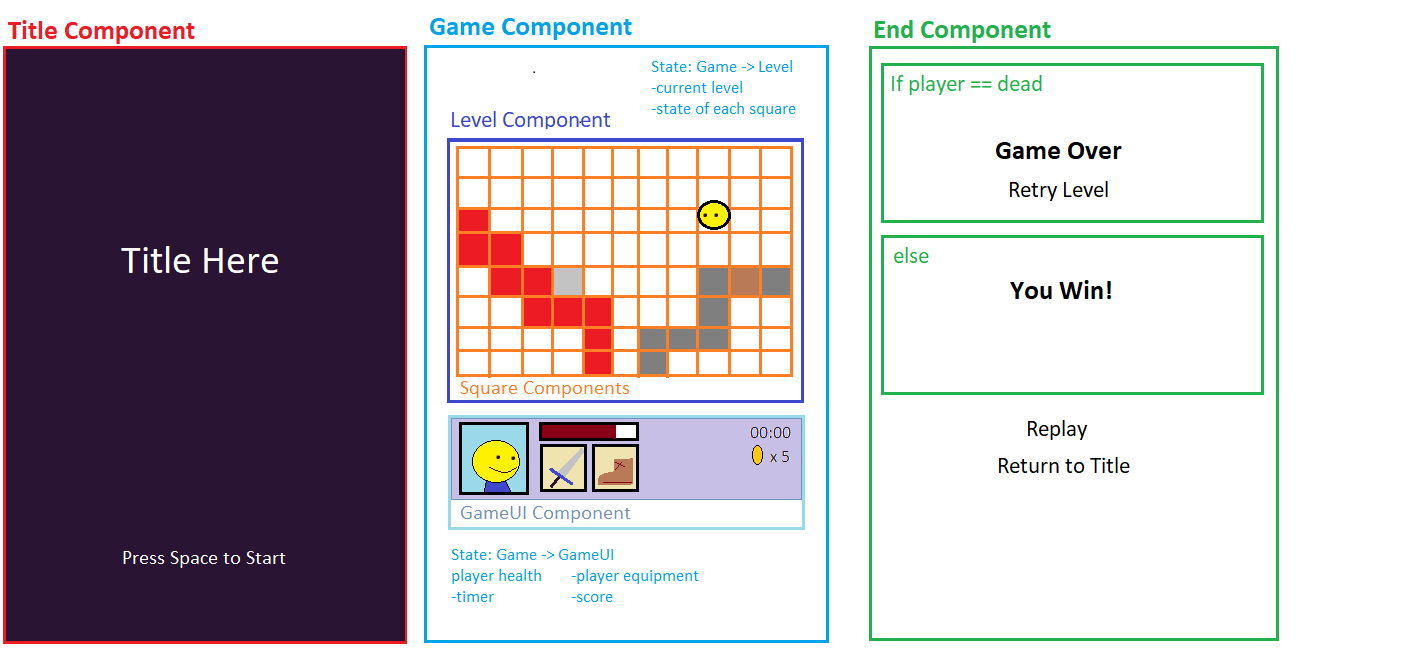 Title Component
Title Here
Press Space to Start
Game Component
State: Game -> Level
-current level
-state of each square
Level Component
Square Components
00:00
x 5
GameUI Component
State: Game -> GameUI
player health -player equipment
-timer -score
End Component
If player == dead
Game Over
Retry Level
else
You Win!
Replay
Return to Title